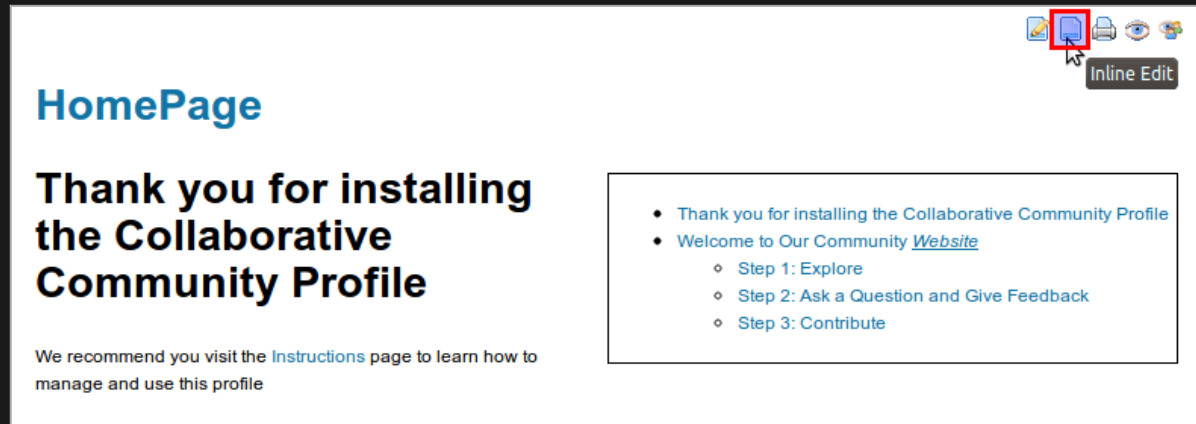 Inline Edit
HomePage
Thank you for installing
the Collaborative
Community Profile
We recommend you visit the Instructions page to learn how to
manage and use this profile
Thank you for installing the Collaborative Community Profile
Welcome to Our Community Website
Step 1: Explore
Step 2: Ask a Question and Give Feedback
Step 3: Contribute